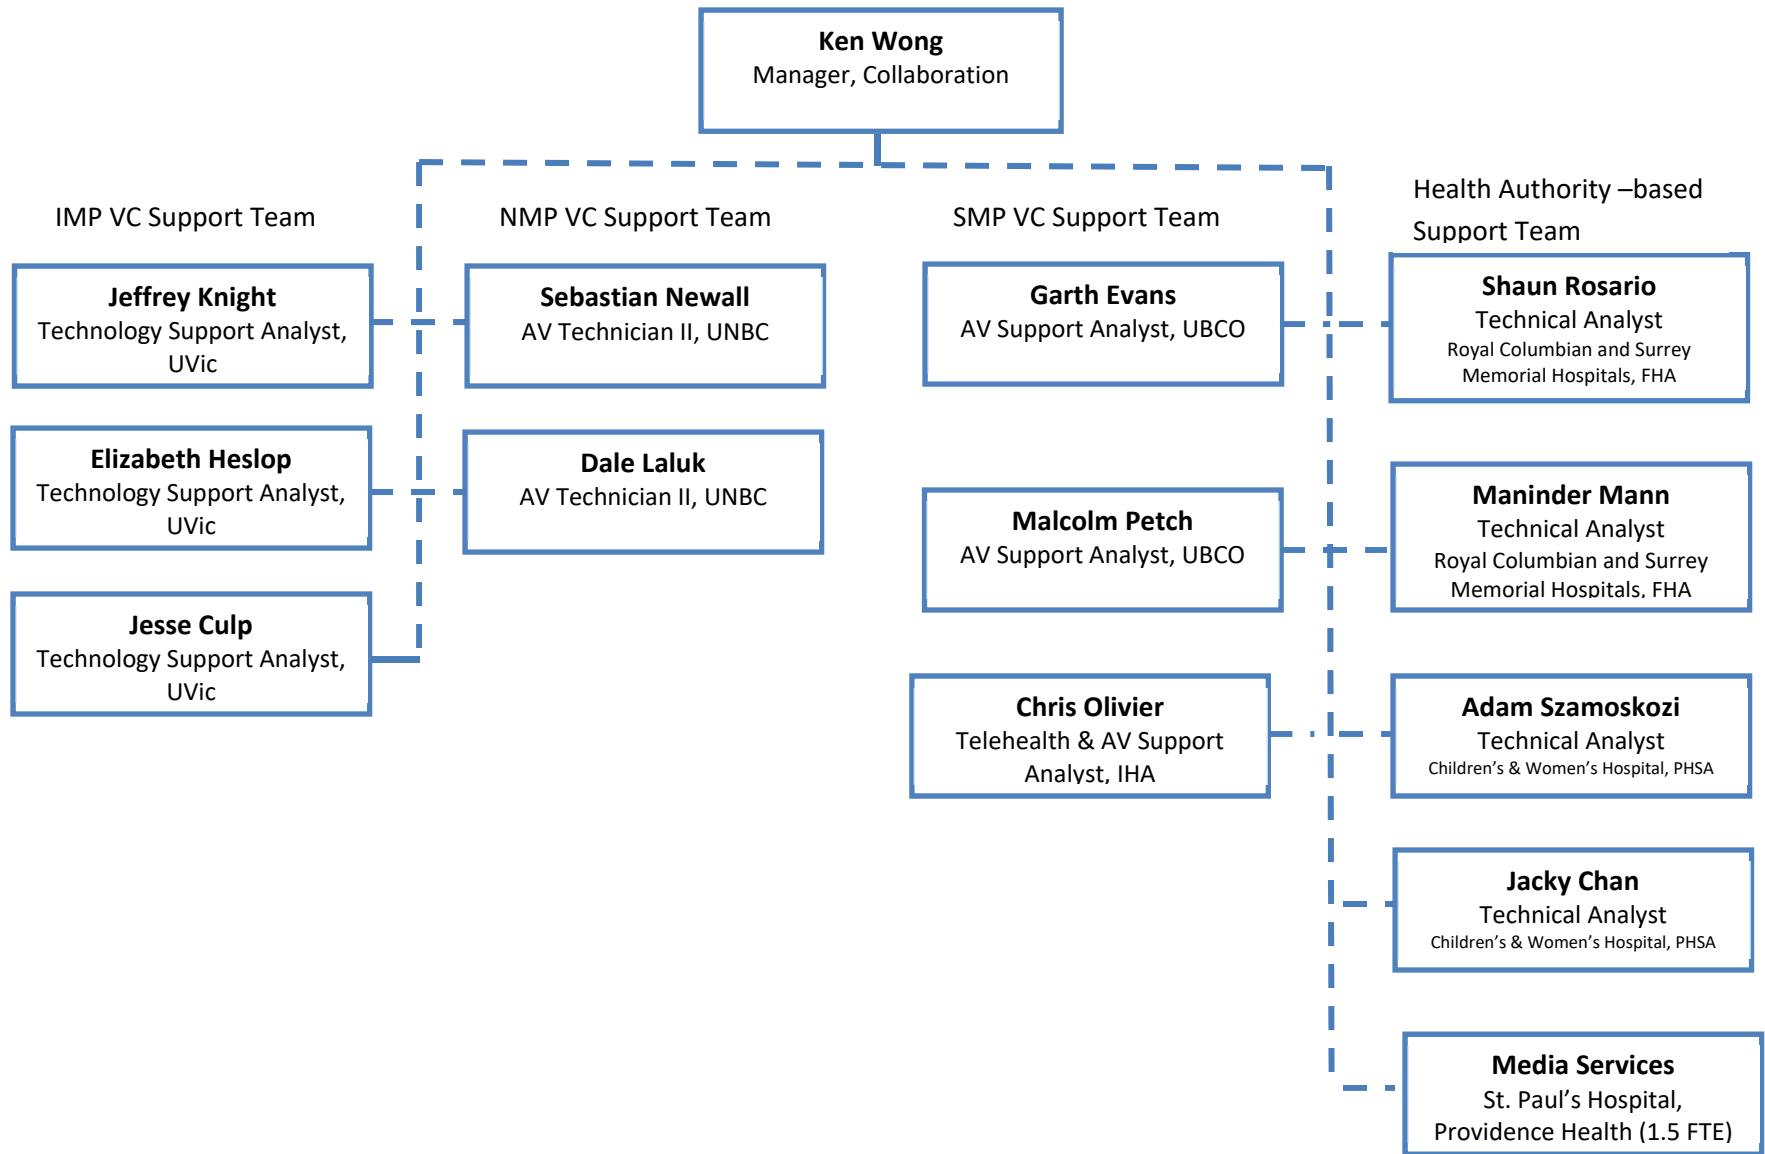 Ken Wong
Manager, Collaboration
IMP VC Support Team
Jeffrey Knight
Technology Support Analyst,
UVic
Elizabeth Heslop
Technology Support Analyst,
UVic
Jesse Culp
Technology Support Analyst,
UVic
NMP VC Support Team
Sebastian Newall
AV Technician II, UNBC
Dale Laluk
AV Technician II, UNBC
SMP VC Support Team
Garth Evans
AV Support Analyst, UBCO
Malcolm Petch
AV Support Analyst, UBCO
Chris Olivier
Telehealth & AV Support
Analyst, IHA
Health Authority –based
Support Team
Shaun Rosario
Technical Analyst
Royal Columbian and Surrey
Memorial Hospitals, FHA
Maninder Mann
Technical Analyst
Royal Columbian and Surrey
Memorial Hospitals, FHA
Adam Szamoskozi
Technical Analyst
Children’s & Women’s Hospital, PHSA
Jacky Chan
Technical Analyst
Children’s & Women’s Hospital, PHSA
Media Services
St. Paul’s Hospital,
Providence Health (1.5 FTE)